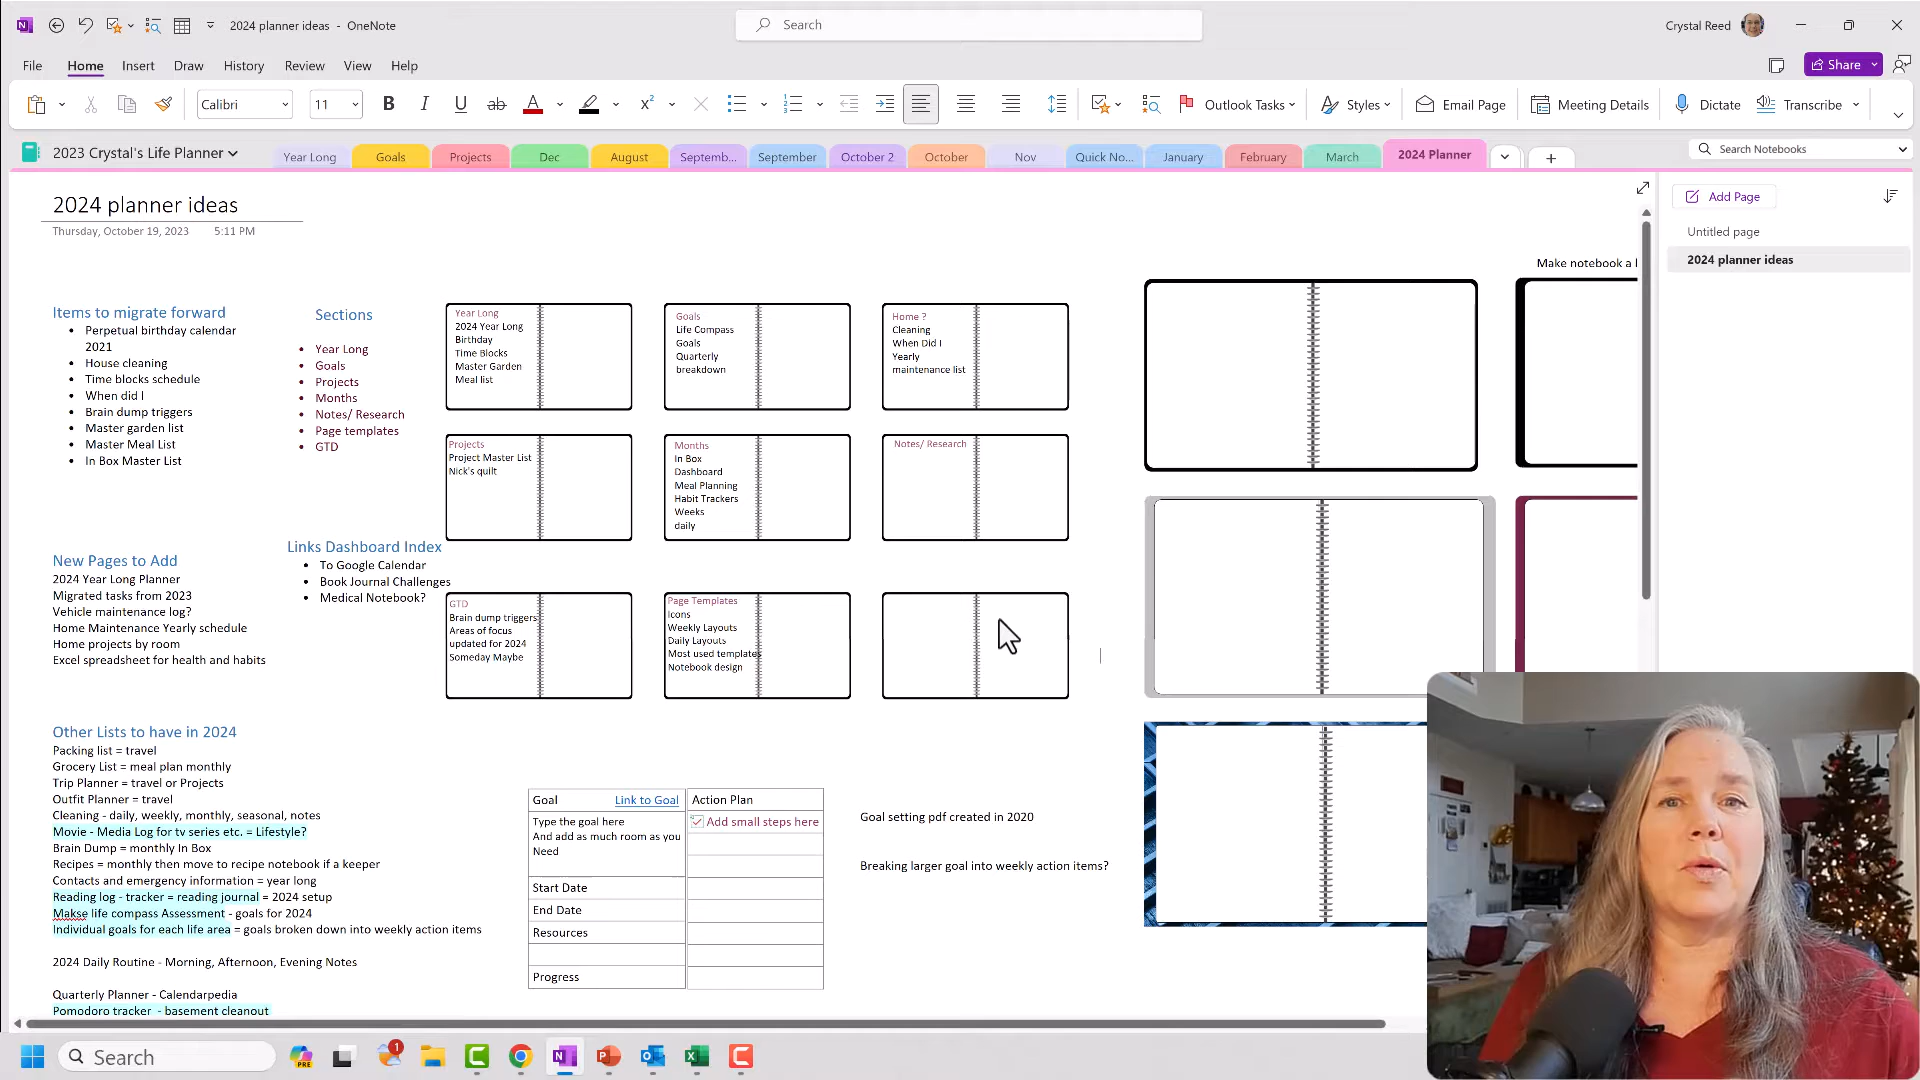 2024 planner ideas - OneNote
Search
Crystal Reed
File
Home
Insert
Draw
History
Review
View
Help
Share
Calibri
11
B
I
U
ab
A
Outlook Tasks
Styles
Email Page
Meeting Details
Dictate
Transcribe
2023 Crystal's Life Planner
Year Long
Goals
Projects
Dec
August
Septemb...
September
October 2
October
Nov
Quick No...
January
February
March
2024 Planner
Search Notebooks
2024 planner ideas
Thursday, October 19, 2023 5:11 PM
Add Page
Untitled page
2024 planner ideas
Make notebook a
Items to migrate forward
Perpetual birthday calendar
2021
House cleaning
Time blocks schedule
When did I
Brain dump triggers
Master garden list
Master Meal List
In Box Master List
Sections
Year Long
Goals
Projects
Months
Notes/ Research
Page templates
GTD
Year Long
2024 Year Long
Birthday
Time Blocks
Master Garden
Meal list
Goals
Life Compass
Goals
Quarterly
breakdown
Home ?
Cleaning
When Did I
Yearly
maintenance list
Projects
Project Master List
Nick's quilt
Months
In Box
Dashboard
Meal Planning
Habit Trackers
Weeks
daily
Notes/ Research
New Pages to Add
2024 Year Long Planner
Migrated tasks from 2023
Vehicle maintenance log?
Home Maintenance Yearly schedule
Home projects by room
Excel spreadsheet for health and habits
Links Dashboard Index
To Google Calendar
Book Journal Challenges
Medical Notebook?
GTD
Brain dump triggers
Areas of focus
updated for 2024
Someday Maybe
Page Templates
Icons
Weekly Layouts
Daily Layouts
Most used templates
Notebook design
Other Lists to have in 2024
Packing list = travel
Grocery List = meal plan monthly
Trip Planner = travel or Projects
Outfit Planner = travel
Cleaning - daily, weekly, monthly, seasonal, notes
Movie - Media Log for tv series etc. = Lifestyle?
Brain Dump = monthly In Box
Recipes = monthly then move to recipe notebook if a keeper
Contacts and emergency information = year long
Reading log - tracker = reading journal = 2024 setup
Makse life compass Assessment - goals for 2024
Individual goals for each life area = goals broken down into weekly action items
2024 Daily Routine - Morning, Afternoon, Evening Notes
Quarterly Planner - Calendarpedia
Pomodoro tracker - basement cleanout
Goal Link to Goal
Type the goal here
And add as much room as you
Need
Start Date
End Date
Resources
Progress
Action Plan
Add small steps here
Goal setting pdf created in 2020
Breaking larger goal into weekly action items?
Search
PRE
1